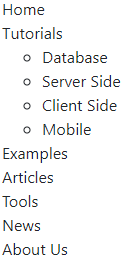 Home
Tutorials
Database
Server Side
Client Side
Mobile
Examples
Articles
Tools
News
About Us